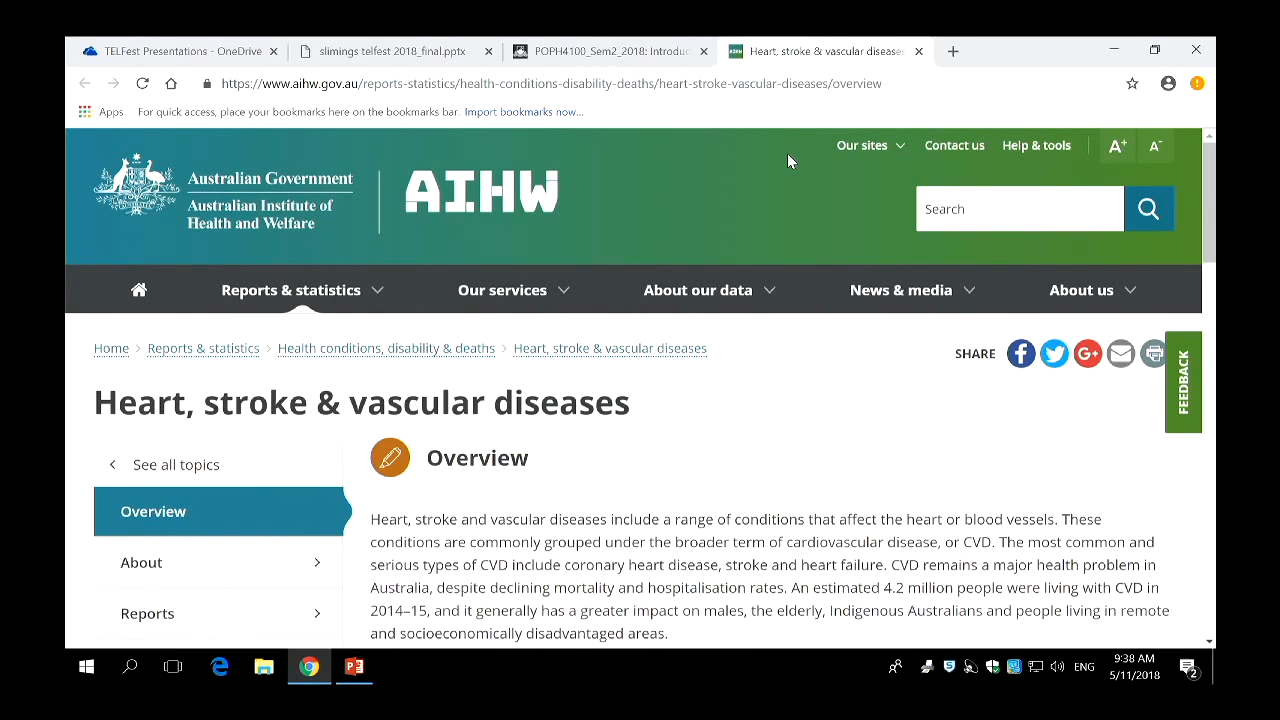 TELFest Presentations - OneDrive
slimings telfest 2018_final.pptx
POPH4100_Sem2_2018: Introduc
Heart, stroke & vascular diseases
https://www.aihw.gov.au/reports-statistics/health-conditions-disability-deaths/heart-stroke-vascular-diseases/overview
Apps For quick access, place your bookmarks here on the bookmarks bar. Import bookmarks now...
Our sites Contact us Help & tools A+ A-
Australian Government
Australian Institute of
Health and Welfare
AIHW
Search
Reports & statistics Our services About our data News & media About us
Home > Reports & statistics > Health conditions, disability & deaths > Heart, stroke & vascular diseases
SHARE
FEEDBACK
Heart, stroke & vascular diseases
See all topics
Overview
About
Reports
Overview
Heart, stroke and vascular diseases include a range of conditions that affect the heart or blood vessels. These
conditions are commonly grouped under the broader term of cardiovascular disease, or CVD. The most common and
serious types of CVD include coronary heart disease, stroke and heart failure. CVD remains a major health problem in
Australia, despite declining mortality and hospitalisation rates. An estimated 4.2 million people were living with CVD in
2014–15, and it generally has a greater impact on males, the elderly, Indigenous Australians and people living in remote
and socioeconomically disadvantaged areas.
ENG
9:38 AM
5/11/2018
2